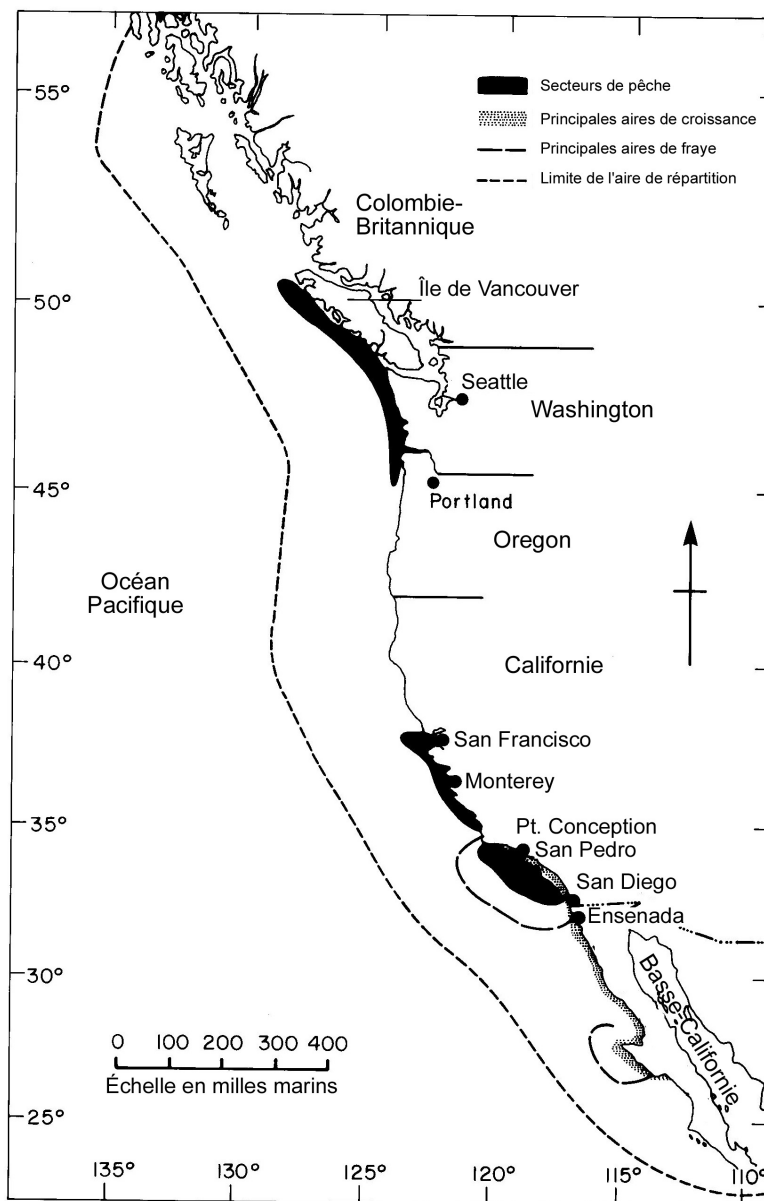 55°
50°
45°
40°
35°
30°
25°
Secteurs de pêche
Principales aires de croissance
Principales aires de fraye
Limite de l'aire de répartition
Colombie-
Britannique
Île de Vancouver
Seattle
Washington
Portland
Oregon
Océan
Pacifique
Californie
San Francisco
Monterey
Pt. Conception
San Pedro
San Diego
Ensenada
Basse-Californie
0 100 200 300 400
Échelle en milles marins
135° 130° 125° 120° 115° 110°